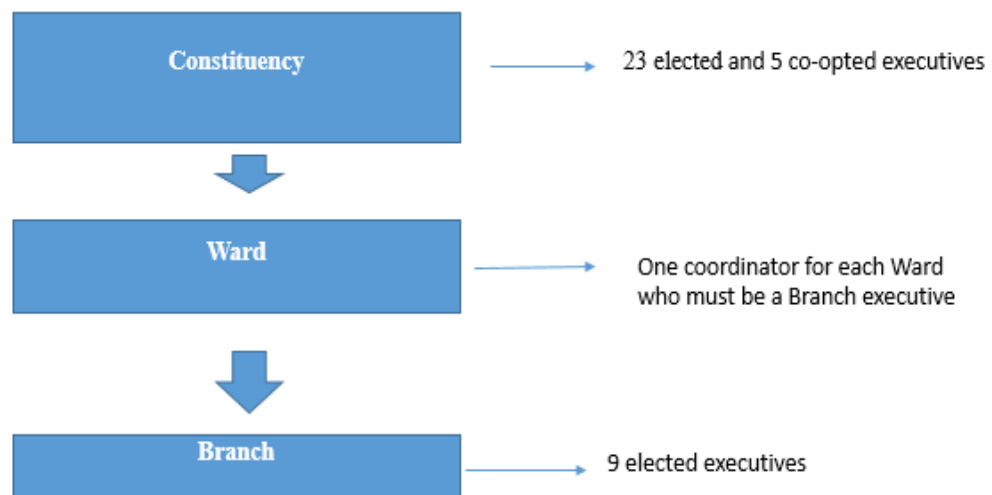 Constituency
23 elected and 5 co-opted executives
Ward
One coordinator for each Ward
who must be a Branch executive
Branch
9 elected executives